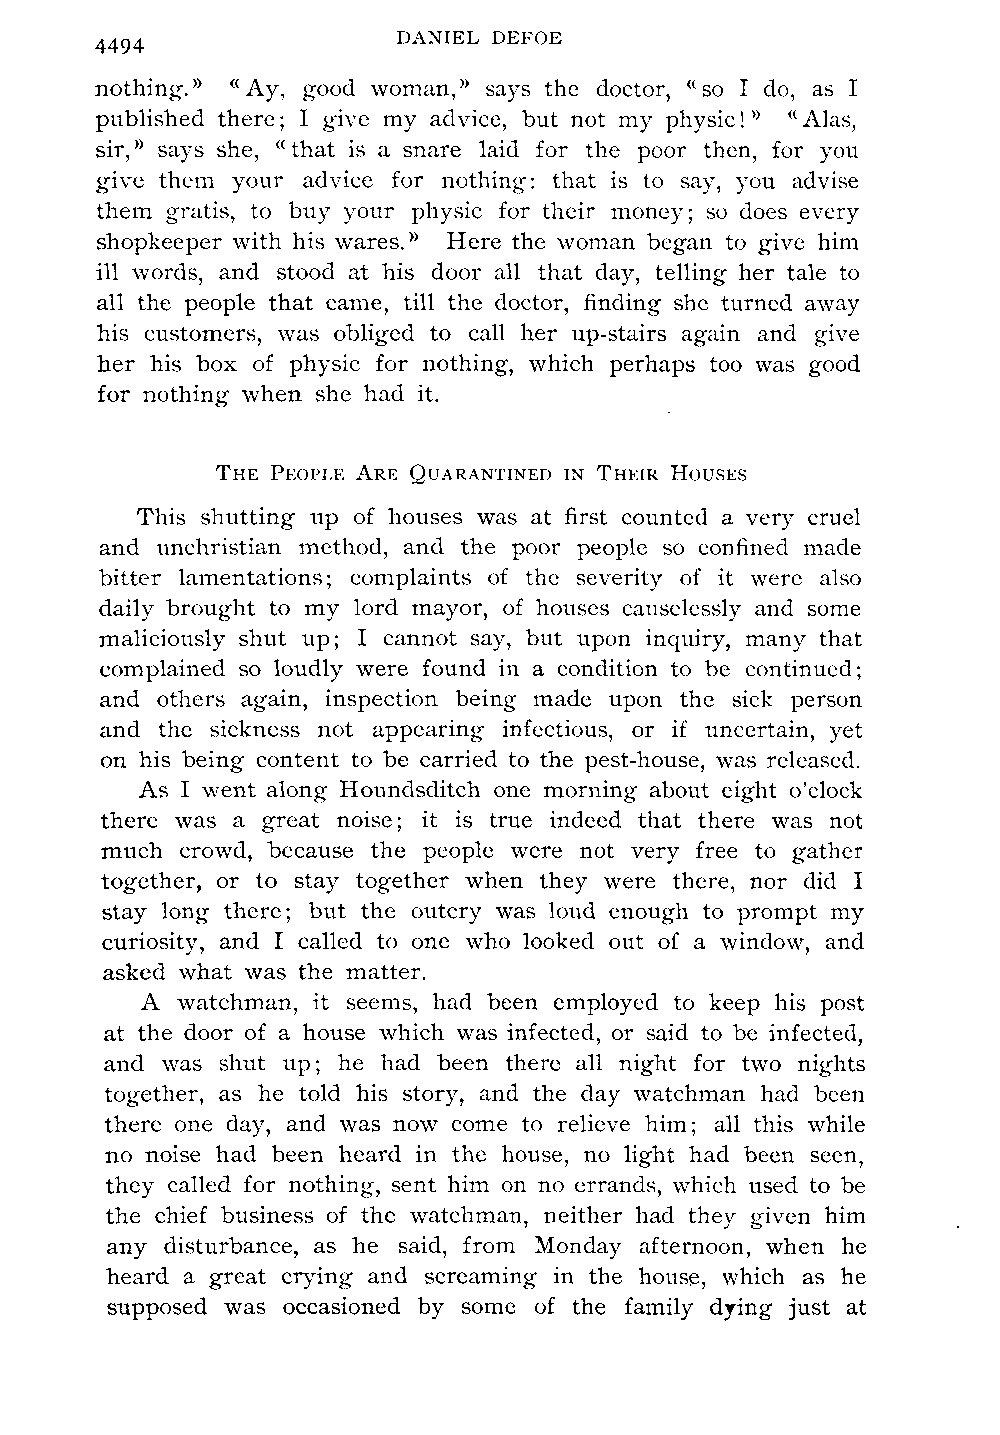 4494
DANIEL DEFOE
nothing.» «Ay, good woman,» says the doctor, «so I do, as I
published there; I give my advice, but not my physic!» «Alas,
sir,» says she, «that is a snare laid for the poor then, for you
give them your advice for nothing: that is to say, you advise
them gratis, to buy your physic for their money; so does every
shopkeeper with his wares.» Here the woman began to give him
ill words, and stood at his door all that day, telling her tale to
all the people that came, till the doctor, finding she turned away
his customers, was obliged to call her up-stairs again and give
her his box of physic for nothing, which perhaps too was good
for nothing when she had it.
THE PEOPLE ARE QUARANTINED IN THEIR HOUSES
This shutting up of houses was at first counted a very cruel
and unchristian method, and the poor people so confined made
bitter lamentations; complaints of the severity of it were also
daily brought to my lord mayor, of houses causelessly and some
maliciously shut up; I cannot say, but upon inquiry, many that
complained so loudly were found in a condition to be continued;
and others again, inspection being made upon the sick person
and the sickness not appearing infectious, or if uncertain, yet
on his being content to be carried to the pest-house, was released.
As I went along Houndsditch one morning about eight o'clock
there was a great noise; it is true indeed that there was not
much crowd, because the people were not very free to gather
together, or to stay together when they were there, nor did I
stay long there; but the outcry was loud enough to prompt my
curiosity, and I called to one who looked out of a window, and
asked what was the matter.
A watchman, it seems, had been employed to keep his post
at the door of a house which was infected, or said to be infected,
and was shut up; he had been there all night for two nights
together, as he told his story, and the day watchman had been
there one day, and was now come to relieve him; all this while
no noise had been heard in the house, no light had been seen,
they called for nothing, sent him on no errands, which used to be
the chief business of the watchman, neither had they given him
any disturbance, as he said, from Monday afternoon, when he
heard a great crying and screaming in the house, which as he
supposed was occasioned by some of the family dying just at